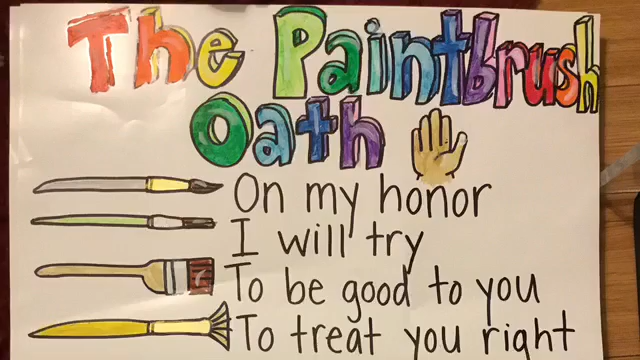 The Paintbrush
Oath
On my honor
I will try
To be good to you
To treat you right